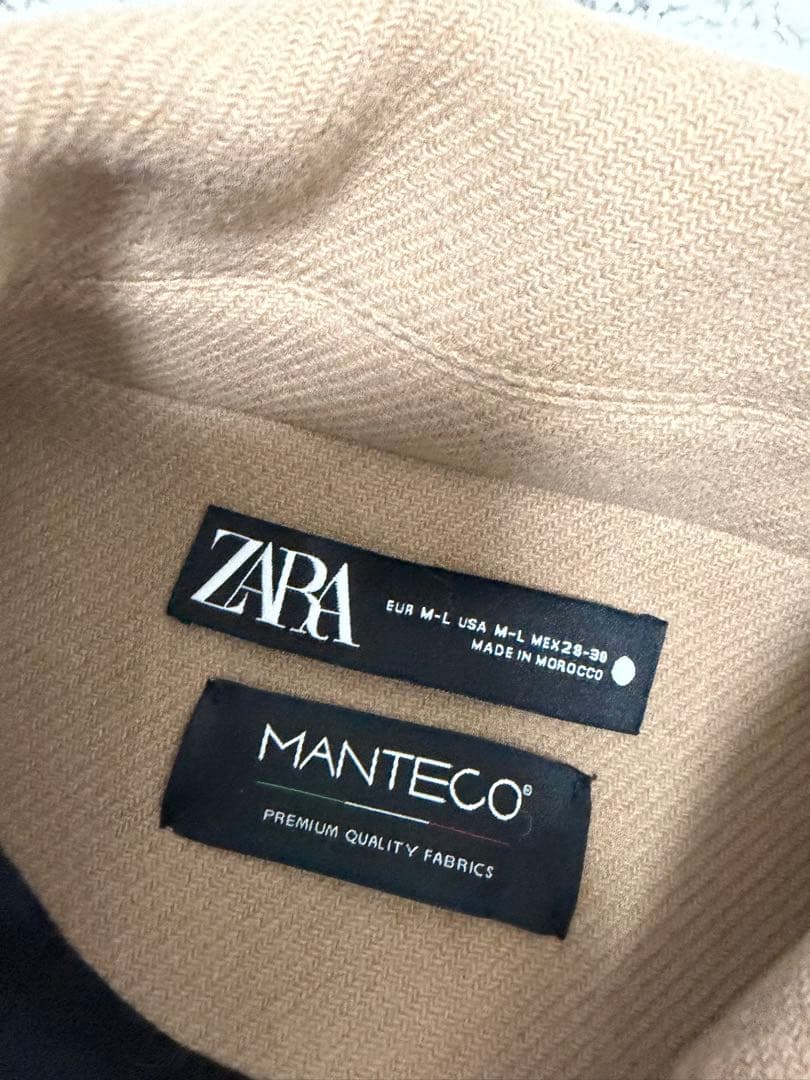 ZARA
EUR M-L USA M-L MEX28-30
MADE IN MOROCCO
MANTECO®
PREMIUM QUALITY FABRICS